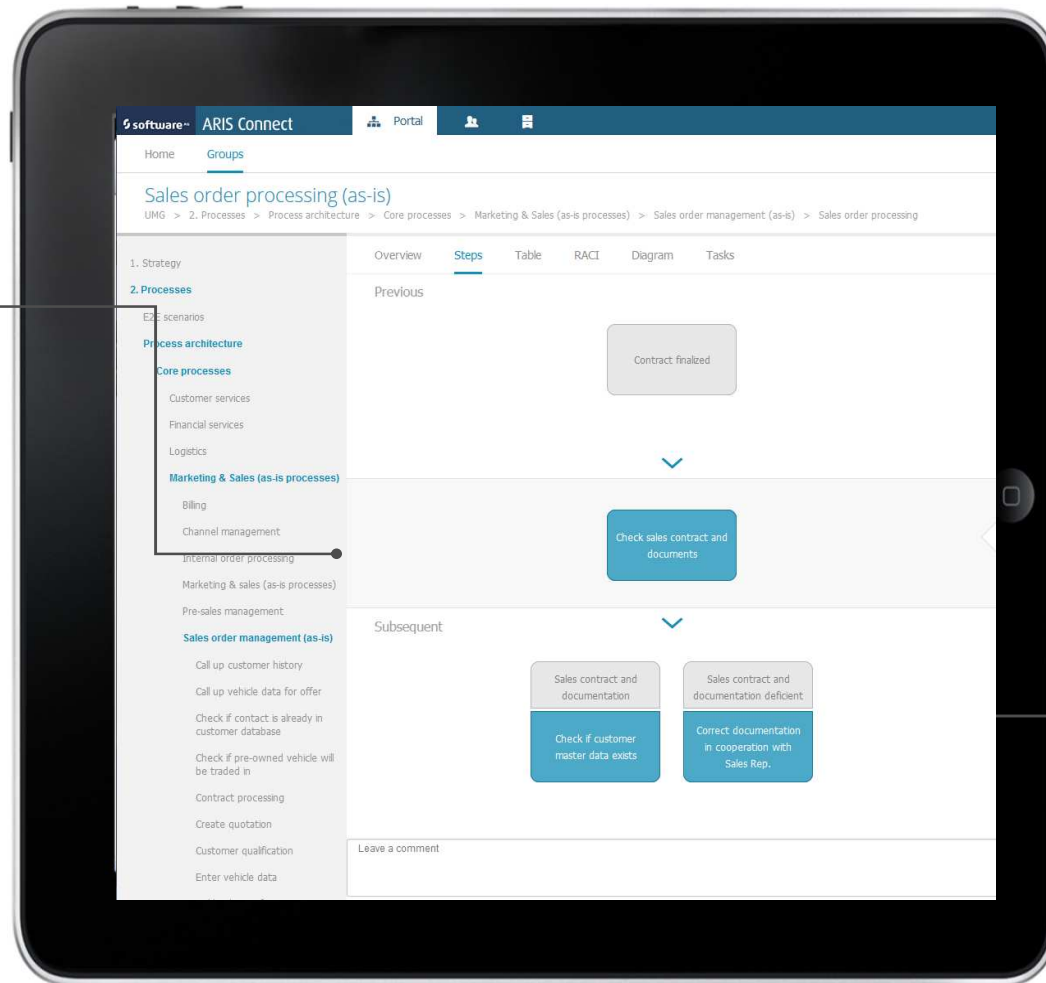 software AG ARIS Connect Portal
Home Groups
Sales order processing (as-is)
UMG > 2. Processes > Process architecture > Core processes > Marketing & Sales (as-is processes) > Sales order management (as-is) > Sales order processing
Overview Steps Table RACI Diagram Tasks
1. Strategy
2. Processes
E2E scenarios
Process architecture
Core processes
Customer services
Financial services
Logistics
Marketing & Sales (as-is processes)
Billing
Channel management
Internal order processing
Marketing & sales (as-is processes)
Pre-sales management
Sales order management (as-is)
Call up customer history
Call up vehicle data for offer
Check if contact is already in
customer database
Check if pre-owned vehicle will
be traded in
Contract processing
Create quotation
Customer qualification
Enter vehicle data
Previous
Contract finalized
Check sales contract and
documents
Subsequent
Sales contract and
documentation
Check if customer
master data exists
Sales contract and
documentation deficient
Correct documentation
in cooperation with
Sales Rep.
Leave a comment